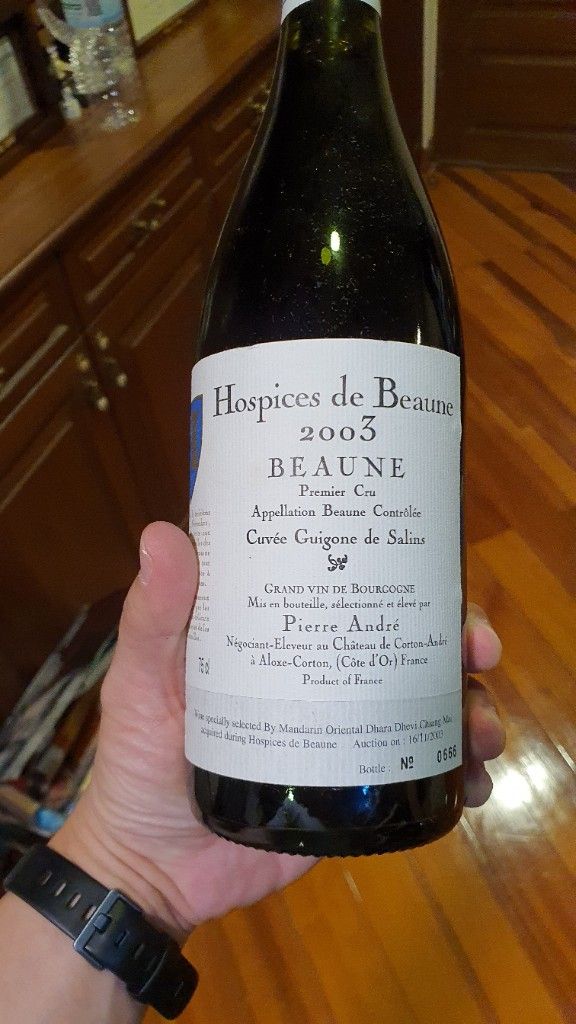 Hospices de Beaune
2003
BEAUNE
Premier Cru
Appellation Beaune Contrôlée
Cuvée Guigone de Salins
GRAND VIN DE BOURGOGNE
Mis en bouteille, sélectionné et élevé par
Pierre André
Négociant-Eleveur au Château de Corton-André
à Aloxe-Corton, (Côte d'Or) France
Product of France
75 cl
Wine specially selected By Mandarin Oriental Dhara Dhevi Chiang Mai
acquired during Hospices de Beaune Auction on : 16/11/2003
Bottle : Nº 0666